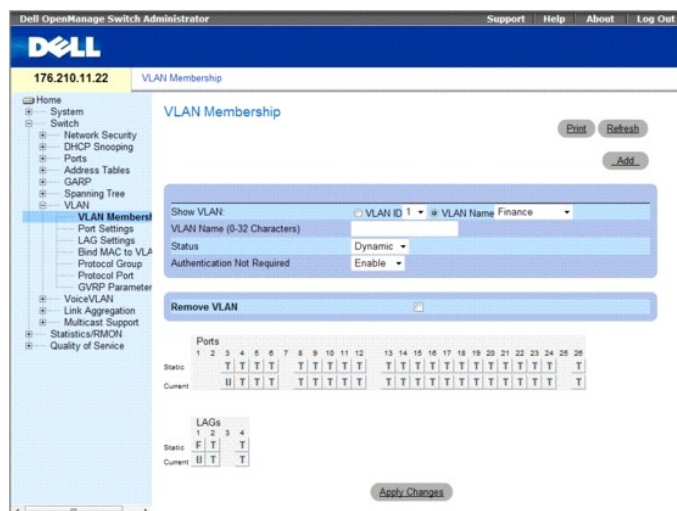 Dell OpenManage Switch Administrator Support Help About Log Out
DELL
176.210.11.22 VLAN Membership
Home
System
Switch
Network Security
DHCP Snooping
Ports
Address Tables
GARP
Spanning Tree
VLAN
VLAN Membersh
Port Settings
LAG Settings
Bind MAC to VLA
Protocol Group
Protocol Port
GVRP Parameter
VoiceVLAN
Link Aggregation
Multicast Support
Statistics/RMON
Quality of Service
VLAN Membership
Print Refresh
Add
Show VLAN: VLAN ID 1 VLAN Name Finance
VLAN Name (0-32 Characters)
Status Dynamic
Authentication Not Required Enable
Remove VLAN
Ports
1 2 3 4 5 6 7 8 9 10 11 12 13 14 15 16 17 18 19 20 21 22 23 24 25 26
Static T T T T T T T T T T T T T T T T T T T T T T
Current U T T T T T T T T T T T T T T T T T T T T T
LAGs
1 2 3 4
Static F T T
Current U T T
Apply Changes